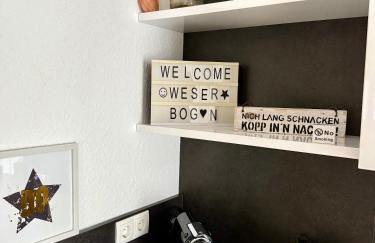 WELCOME
☺WESER★
BOG'N♥
NICH LANG SCHNACKEN
KOPP IN'N NAC
!
No
Smoking